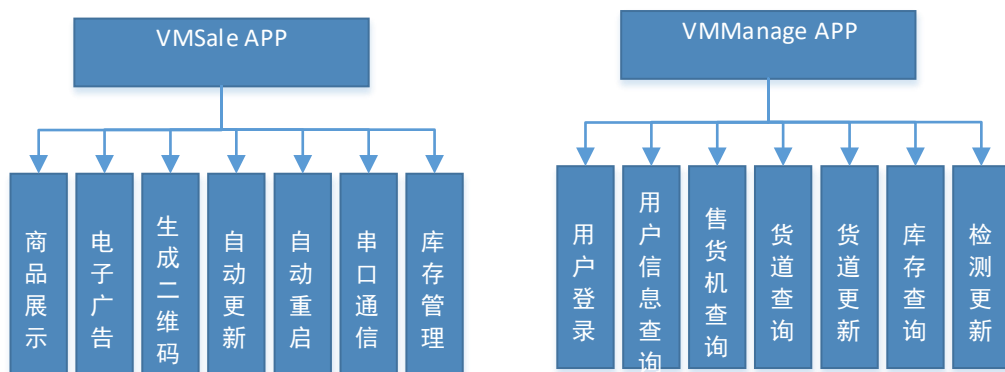 VMSale APP
商品展示
电子广告
生成二维码
自动更新
自动重启
串口通信
库存管理
VMManage APP
用户登录
用户信息查询
售货机查询
货道查询
货道更新
库存查询
检测更新